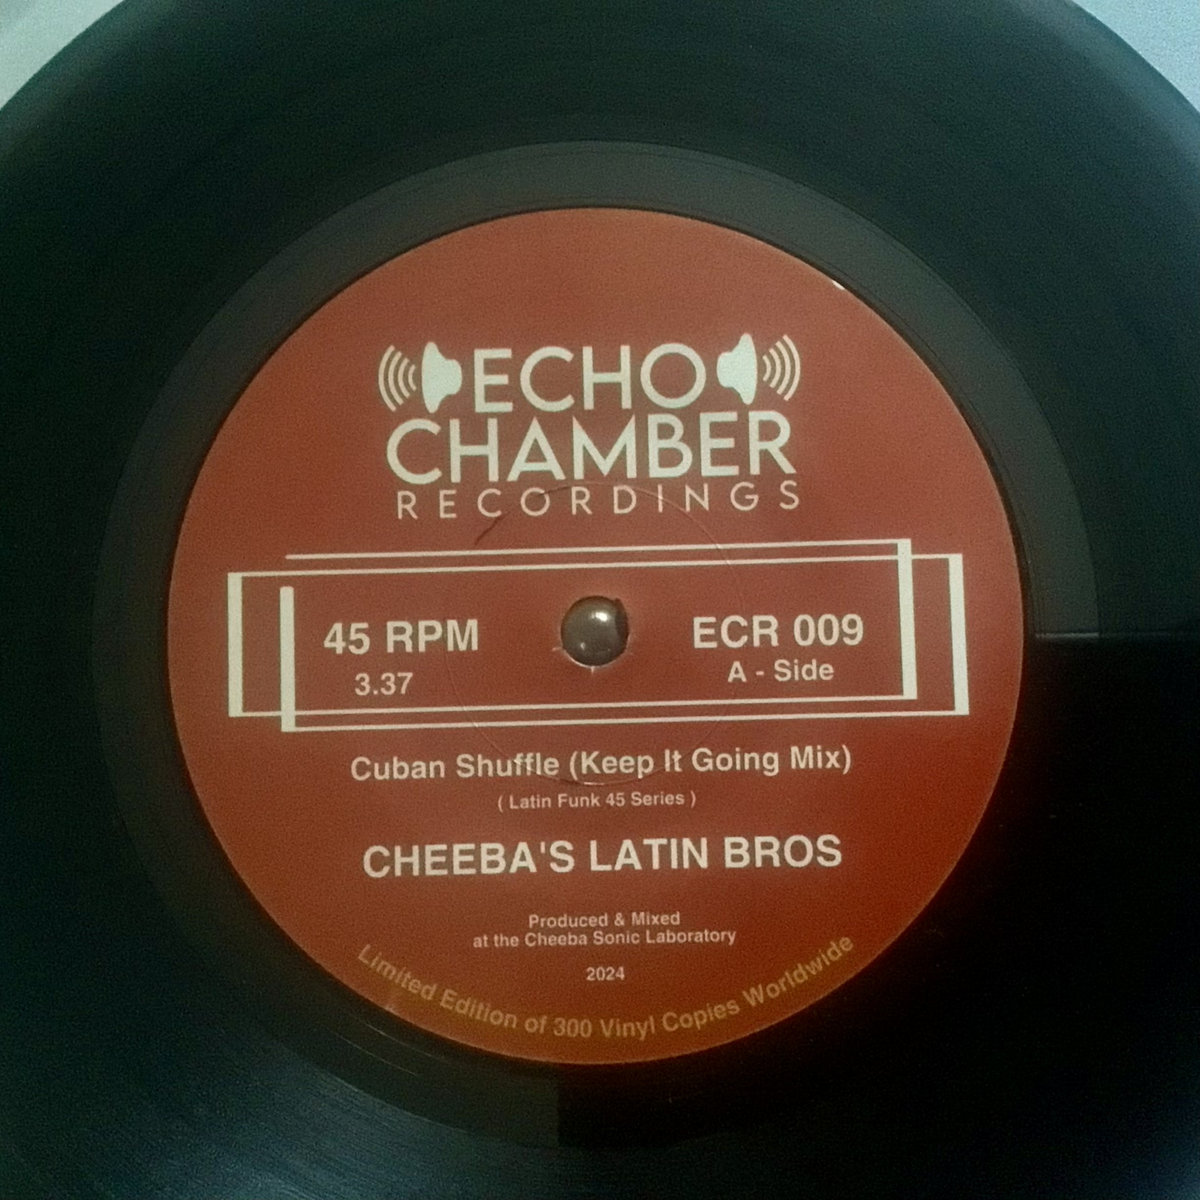 ECHO
CHAMBER
RECORDINGS
45 RPM
3.37
ECR 009
A - Side
Cuban Shuffle (Keep It Going Mix)
( Latin Funk 45 Series )
CHEEBA'S LATIN BROS
Produced & Mixed
at the Cheeba Sonic Laboratory
2024
Limited Edition of 300 Vinyl Copies Worldwide